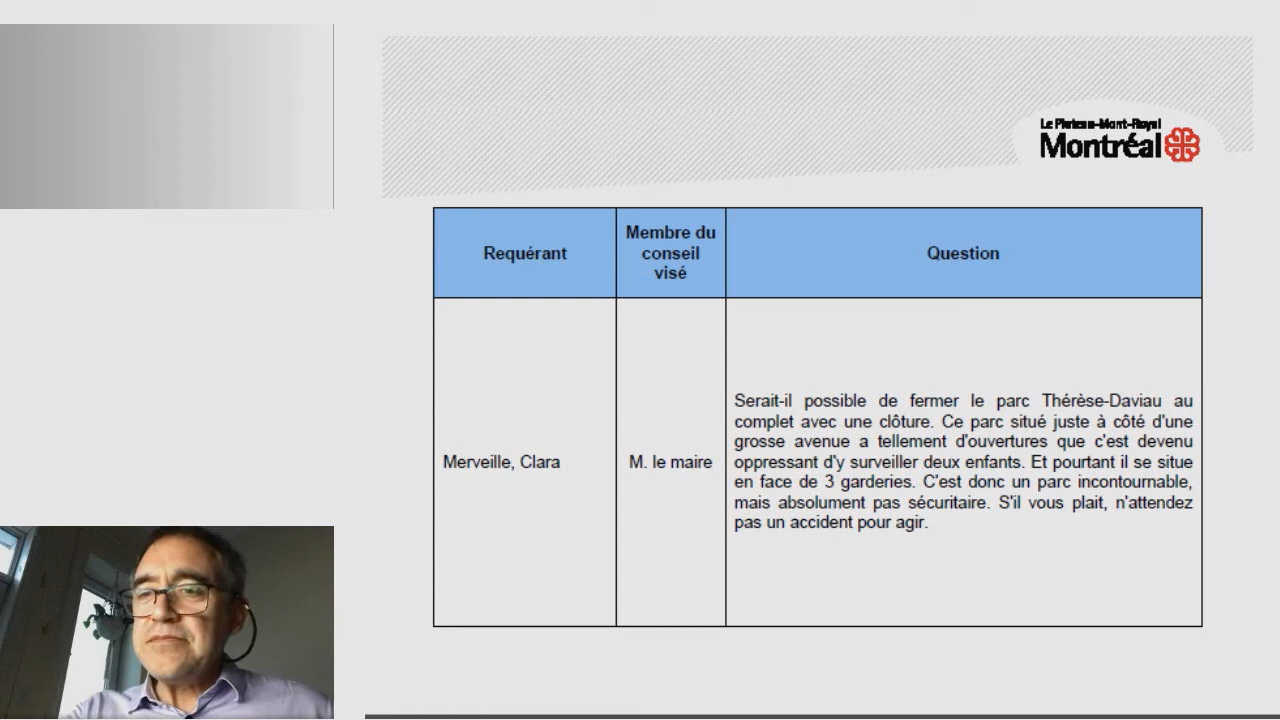 Le Plateau-Mont-Royal
Montréal
Requérant
Membre du
conseil
visé
Question
Merveille, Clara
M. le maire
Serait-il possible de fermer le parc Thérèse-Daviau au
complet avec une clôture. Ce parc situé juste à côté d'une
grosse avenue a tellement d'ouvertures que c'est devenu
oppressant d'y surveiller deux enfants. Et pourtant il se situe
en face de 3 garderies. C'est donc un parc incontournable,
mais absolument pas sécuritaire. S'il vous plait, n'attendez
pas un accident pour agir.